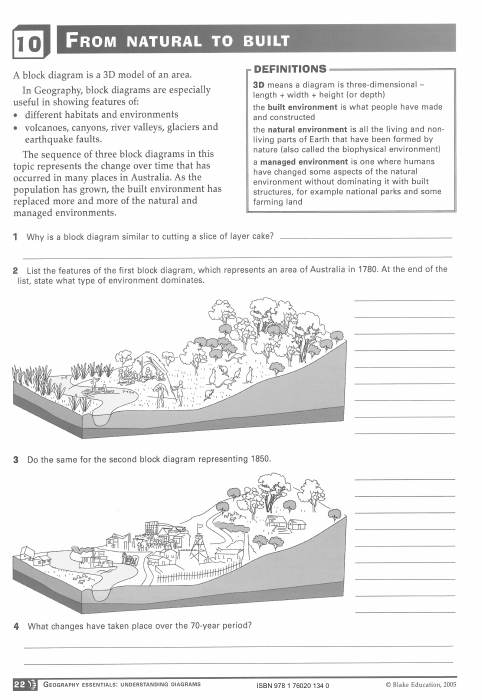 10 FROM NATURAL TO BUILT
A block diagram is a 3D model of an area.
In Geography, block diagrams are especially
useful in showing features of:
• different habitats and environments
• volcanoes, canyons, river valleys, glaciers and
earthquake faults.
The sequence of three block diagrams in this
topic represents the change over time that has
occurred in many places in Australia. As the
population has grown, the built environment has
replaced more and more of the natural and
managed environments.
DEFINITIONS
3D means a diagram is three-dimensional –
length + width + height (or depth)
the built environment is what people have made
and constructed
the natural environment is all the living and non-
living parts of Earth that have been formed by
nature (also called the biophysical environment)
a managed environment is one where humans
have changed some aspects of the natural
environment without dominating it with built
structures, for example national parks and some
farming land
1 Why is a block diagram similar to cutting a slice of layer cake?
2 List the features of the first block diagram, which represents an area of Australia in 1780. At the end of the
list, state what type of environment dominates.
3 Do the same for the second block diagram representing 1850.
4 What changes have taken place over the 70-year period?
22 GEOGRAPHY ESSENTIALS: UNDERSTANDING DIAGRAMS ISBN 978 1 76020 134 0 © Blake Education, 2005